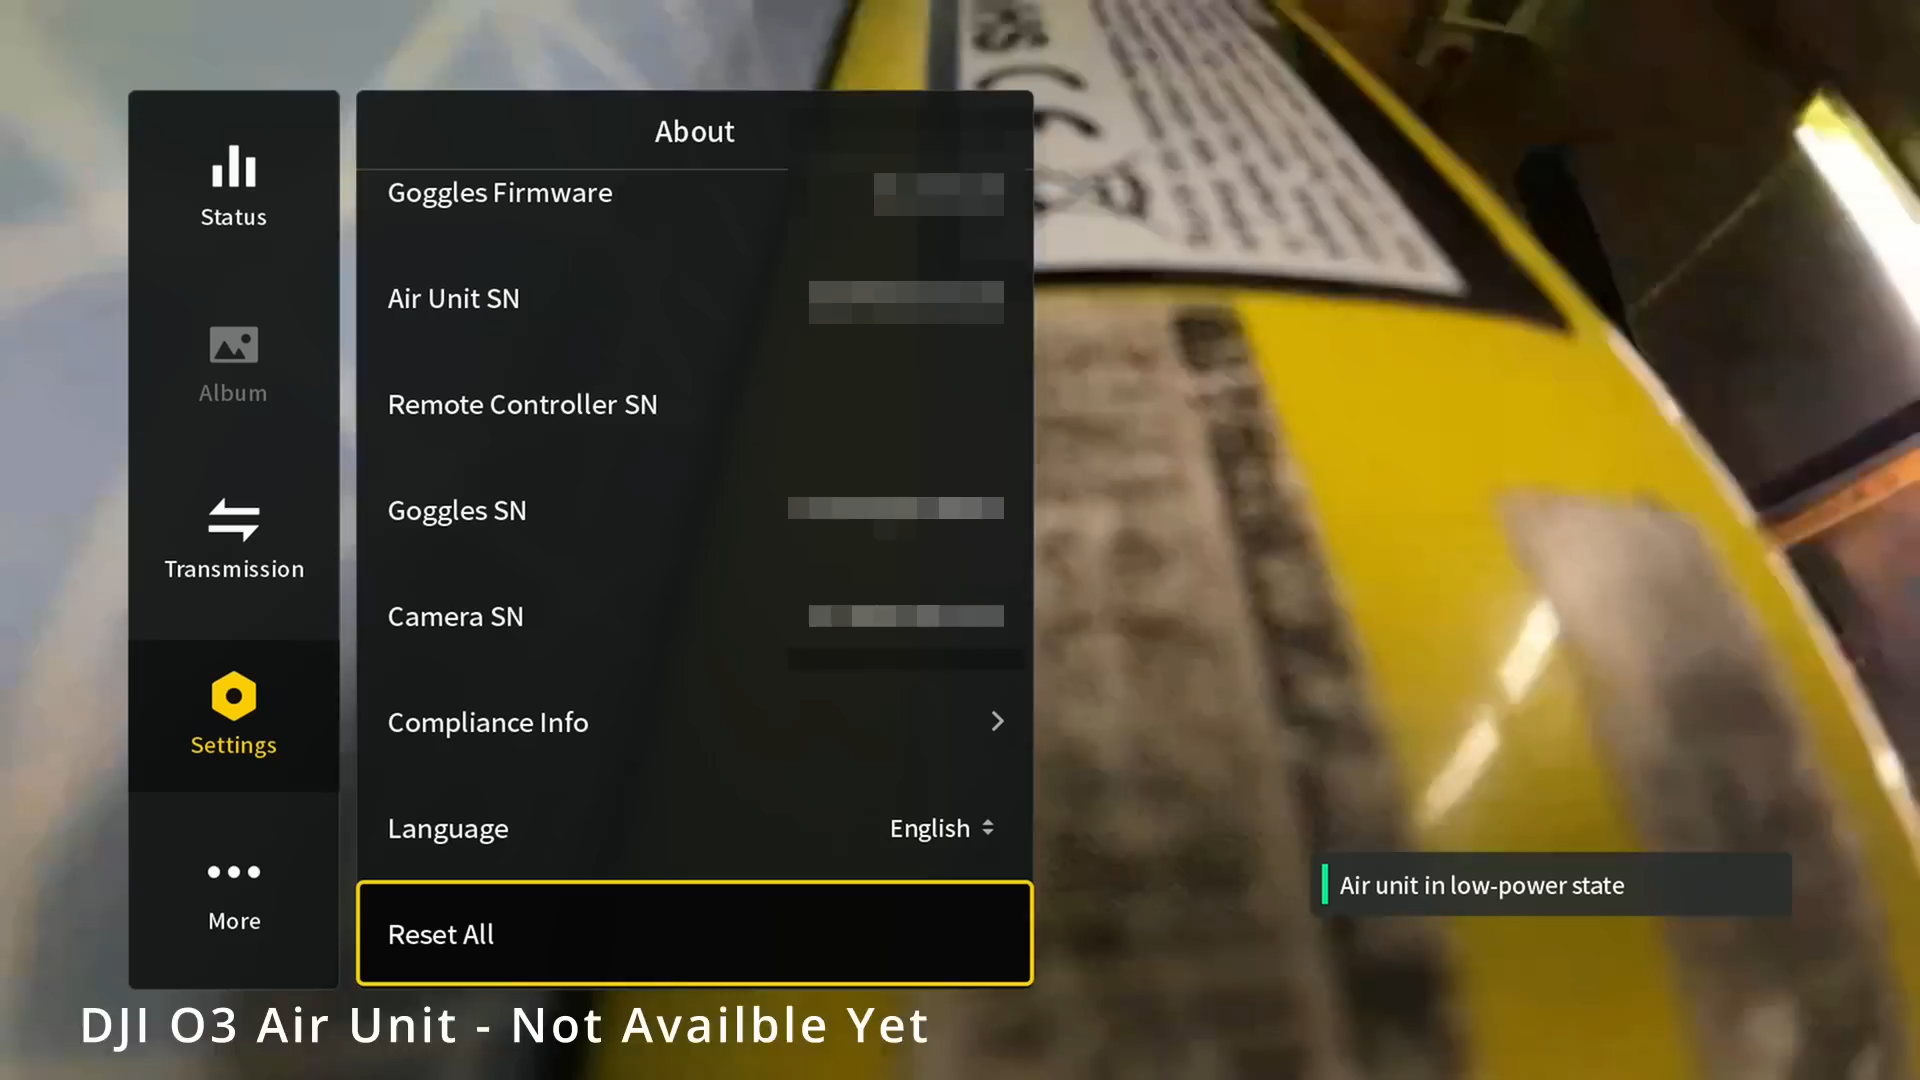 About
Status
Album
Transmission
Settings
More
Goggles Firmware
Air Unit SN
Remote Controller SN
Goggles SN
Camera SN
Compliance Info
Language English
Reset All
Air unit in low-power state
DJI O3 Air Unit - Not Availble Yet